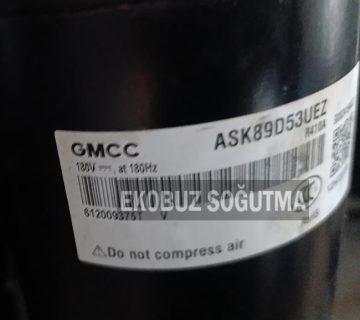 GMCC
ASK89D53UEZ
R410A
180V ⎓, at 180Hz
EKOBUZ SOĞUTMA
6120093751 V
⚠Do not compress air